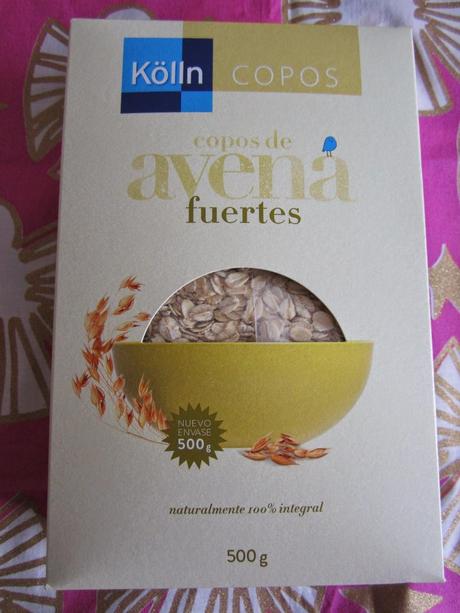 Kölln COPOS
copos de
avena
fuertes
NUEVO
ENVASE
500g
naturalmente 100% integral
500 g